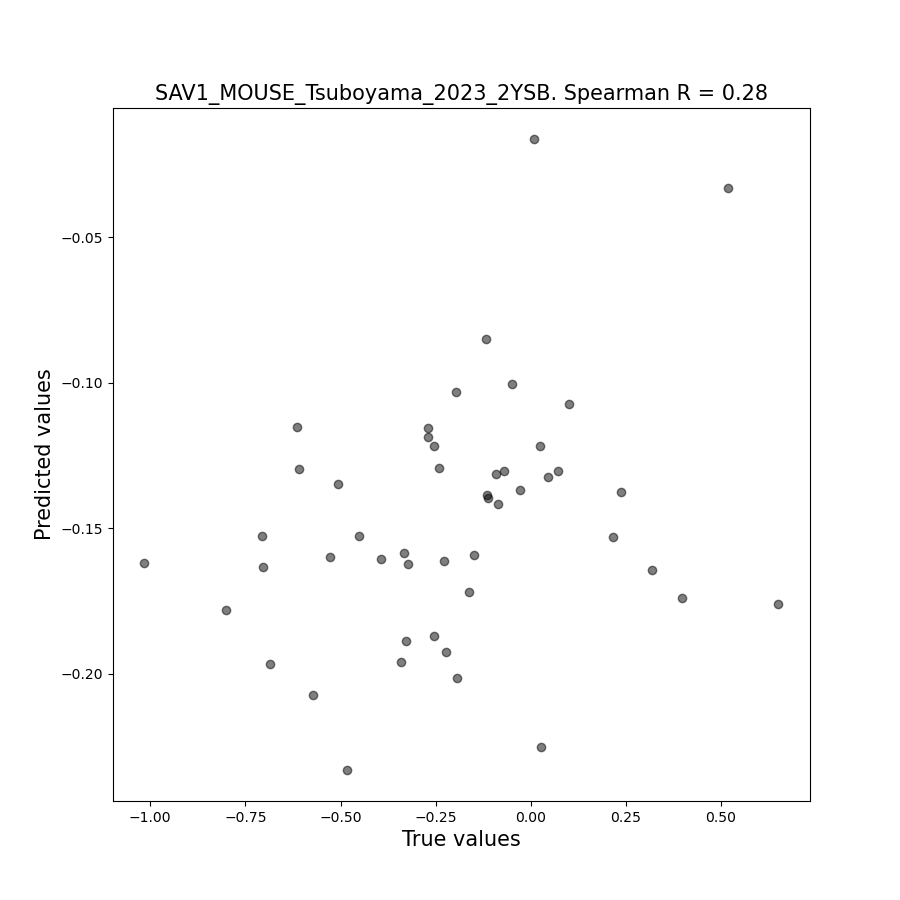 SAV1_MOUSE_Tsuboyama_2023_2YSB. Spearman R = 0.28
−0.05
−0.10
−0.15
−0.20
Predicted values
−1.00 −0.75 −0.50 −0.25 0.00 0.25 0.50
True values